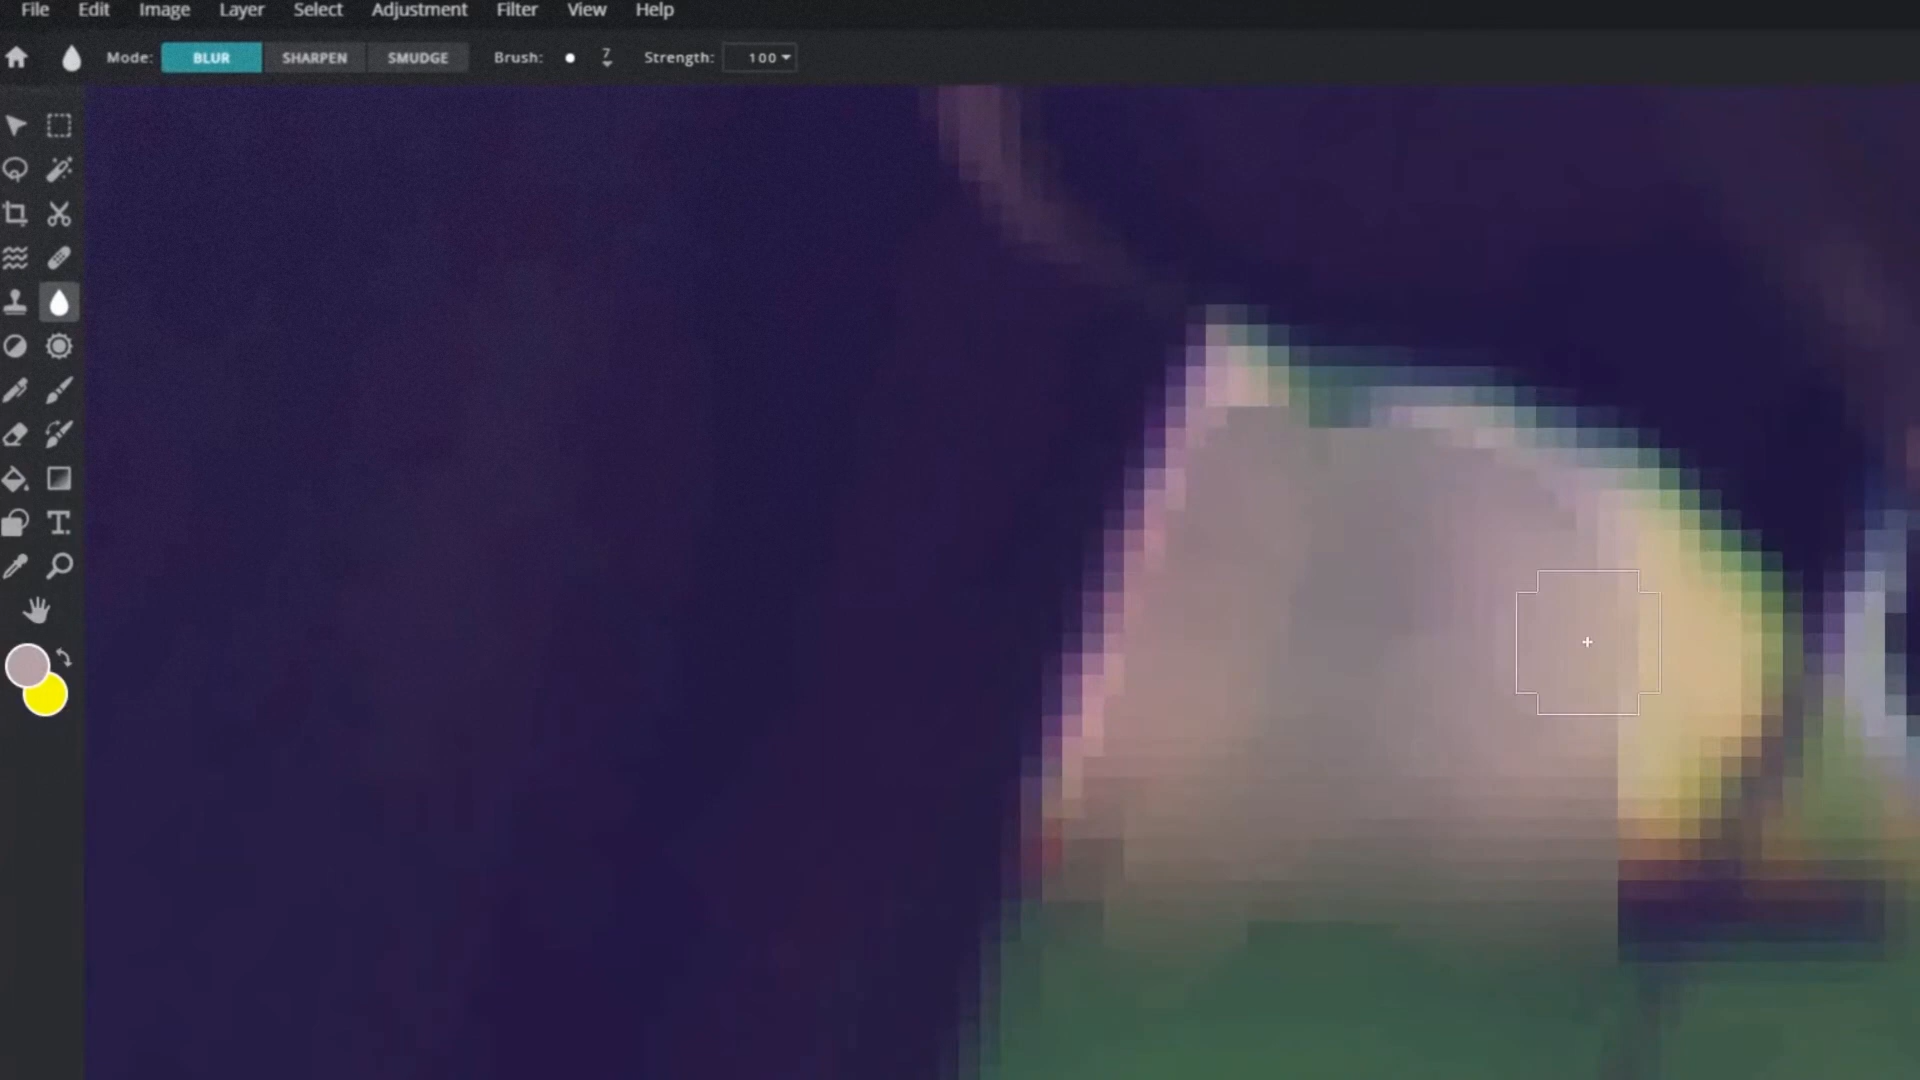 File Edit Image Layer Select Adjustment Filter View Help
Mode: BLUR SHARPEN SMUDGE Brush: 7 Strength: 100
T